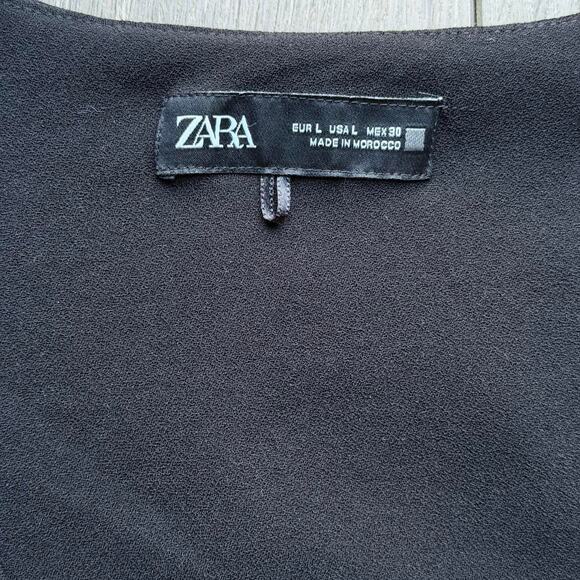 ZARA
EUR L USA L MEX 30
MADE IN MOROCCO